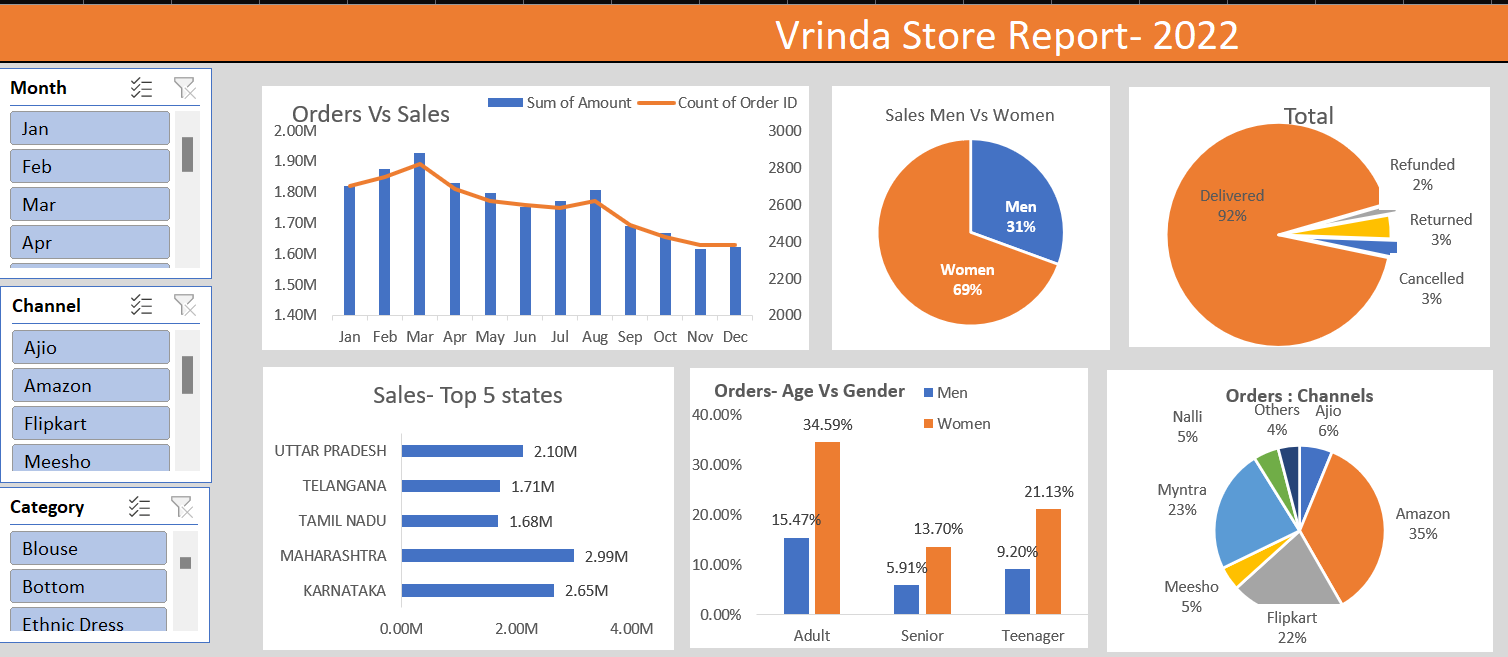 Vrinda Store Report- 2022
Month
Jan
Feb
Mar
Apr
Channel
Ajio
Amazon
Flipkart
Meesho
Category
Blouse
Bottom
Ethnic Dress
Orders Vs Sales
Sum of Amount
Count of Order ID
2.00M
1.90M
1.80M
1.70M
1.60M
1.50M
1.40M
3000
2800
2600
2400
2200
2000
Jan Feb Mar Apr May Jun Jul Aug Sep Oct Nov Dec
Sales Men Vs Women
Men
31%
Women
69%
Total
Delivered
92%
Refunded
2%
Returned
3%
Cancelled
3%
Sales- Top 5 states
UTTAR PRADESH 2.10M
TELANGANA 1.71M
TAMIL NADU 1.68M
MAHARASHTRA 2.99M
KARNATAKA 2.65M
0.00M 2.00M 4.00M
Orders- Age Vs Gender
Men
Women
40.00%
30.00%
20.00%
10.00%
0.00%
15.47%
34.59%
5.91%
13.70%
9.20%
21.13%
Adult Senior Teenager
Orders : Channels
Nalli
5%
Others
4%
Ajio
6%
Myntra
23%
Amazon
35%
Meesho
5%
Flipkart
22%